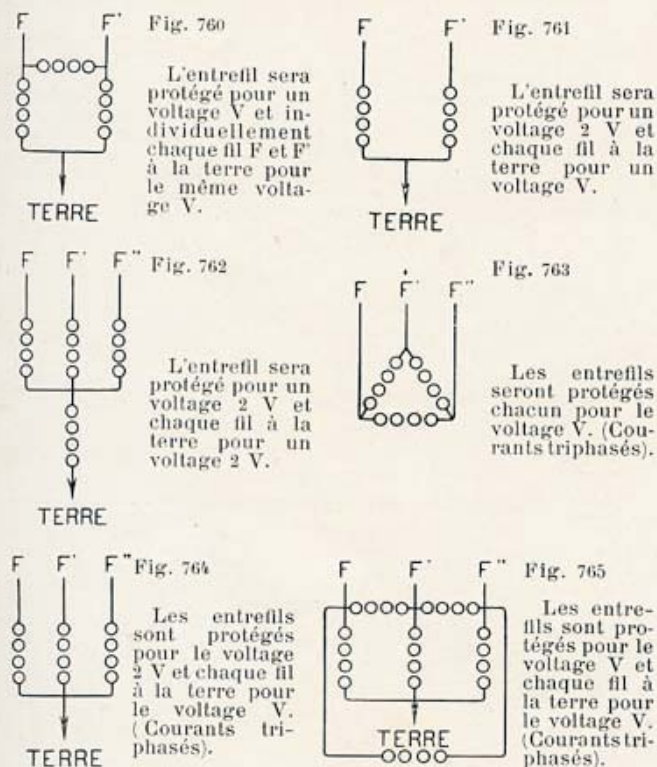 F F' Fig. 760
L'entrefil sera
protégé pour un
voltage V et in-
dividuellement
chaque fil F et F'
à la terre pour
le même volta-
ge V.
TERRE
F F' Fig. 761
L'entrefil sera
protégé pour un
voltage 2 V et
chaque fil à la
terre pour un
voltage V.
TERRE
F F' F" Fig. 762
L'entrefil sera
protégé pour un
voltage 2 V et
chaque fil à la
terre pour un
voltage 2 V.
TERRE
F F' F" Fig. 763
Les entrefils
seront protégés
chacun pour le
voltage V. (Cou-
rants triphasés).
F F' F" Fig. 764
Les entrefils
sont protégés
pour le voltage
2 V et chaque fil
à la terre pour
le voltage V.
(Courants tri-
phasés).
TERRE
F F' F" Fig. 765
Les entre-
fils sont pro-
tégés pour le
voltage V et
chaque fil à
la terre pour
le voltage V.
(Courants tri-
phasés).
TERRE